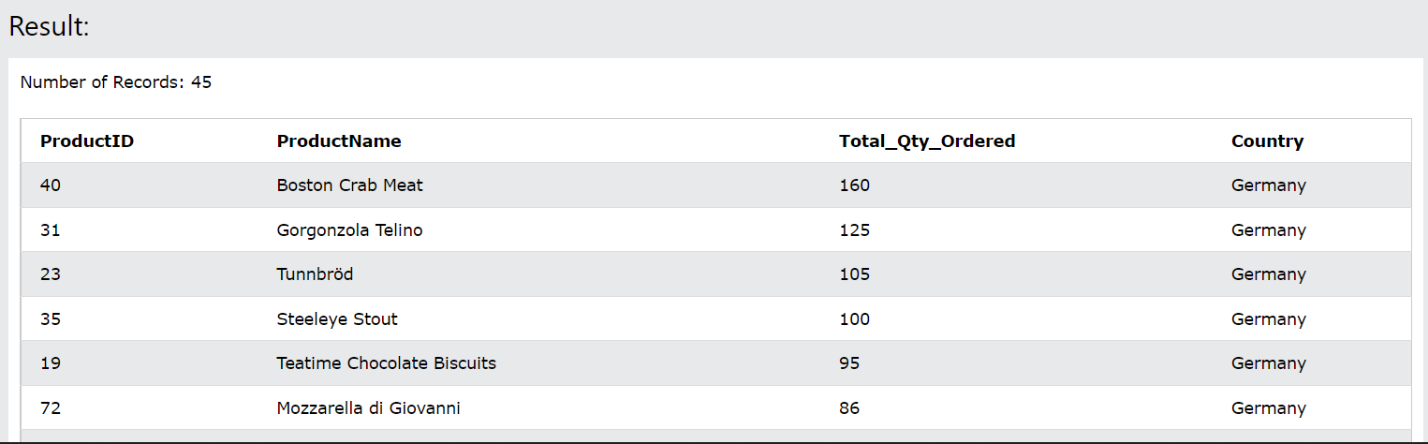 Result:
Number of Records: 45
ProductID ProductName Total_Qty_Ordered Country
40 Boston Crab Meat 160 Germany
31 Gorgonzola Telino 125 Germany
23 Tunnbröd 105 Germany
35 Steeleye Stout 100 Germany
19 Teatime Chocolate Biscuits 95 Germany
72 Mozzarella di Giovanni 86 Germany